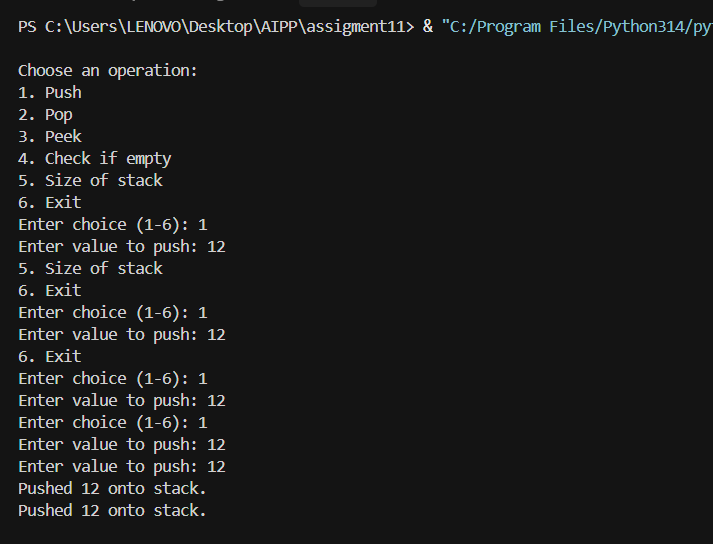 PS C:\Users\LENOVO\Desktop\AIPP\assigment11> & "C:/Program Files/Python314/py
Choose an operation:
1. Push
2. Pop
3. Peek
4. Check if empty
5. Size of stack
6. Exit
Enter choice (1-6): 1
Enter value to push: 12
5. Size of stack
6. Exit
Enter choice (1-6): 1
Enter value to push: 12
6. Exit
Enter choice (1-6): 1
Enter value to push: 12
Enter choice (1-6): 1
Enter value to push: 12
Enter value to push: 12
Pushed 12 onto stack.
Pushed 12 onto stack.